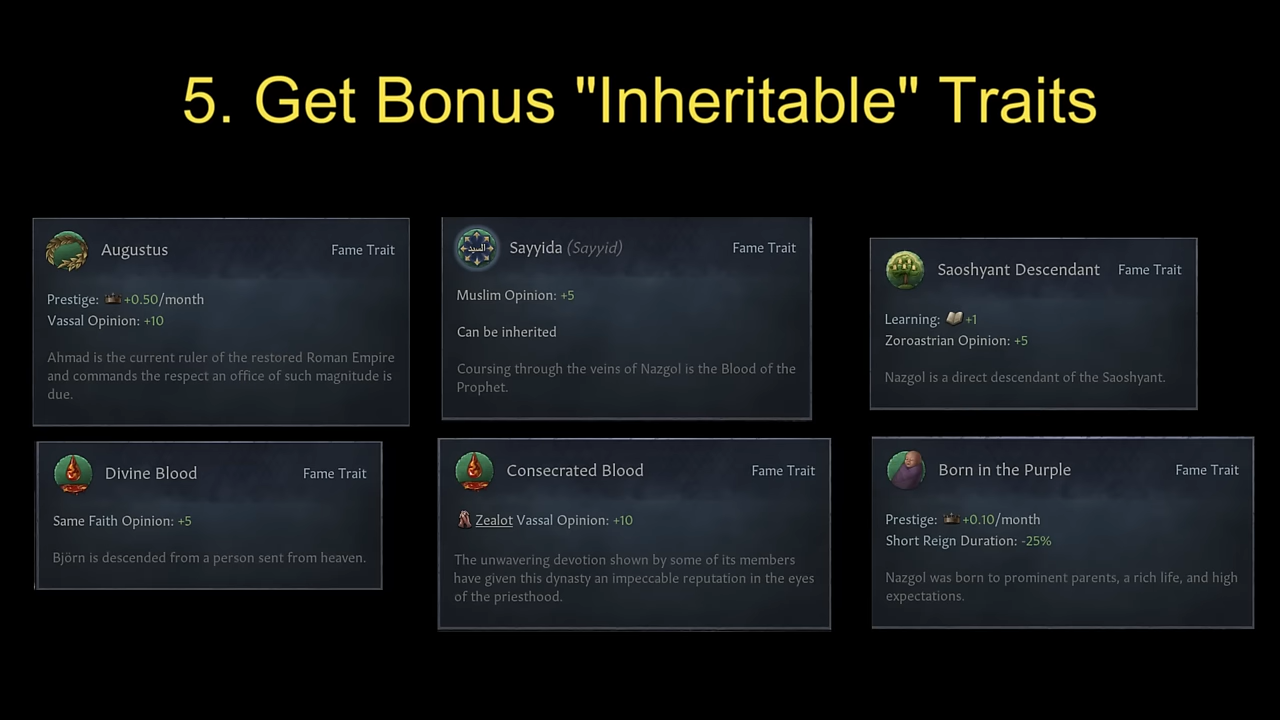 5. Get Bonus "Inheritable" Traits
Augustus Fame Trait
Prestige: +0.50/month
Vassal Opinion: +10
Ahmad is the current ruler of the restored Roman Empire
and commands the respect an office of such magnitude is
due.
Sayyida (Sayyid) Fame Trait
Muslim Opinion: +5
Can be inherited
Coursing through the veins of Nazgol is the Blood of the
Prophet.
Saoshyant Descendant Fame Trait
Learning: +1
Zoroastrian Opinion: +5
Nazgol is a direct descendant of the Saoshyant.
Divine Blood Fame Trait
Same Faith Opinion: +5
Björn is descended from a person sent from heaven.
Consecrated Blood Fame Trait
Zealot Vassal Opinion: +10
The unwavering devotion shown by some of its members
have given this dynasty an impeccable reputation in the eyes
of the priesthood.
Born in the Purple Fame Trait
Prestige: +0.10/month
Short Reign Duration: -25%
Nazgol was born to prominent parents, a rich life, and high
expectations.